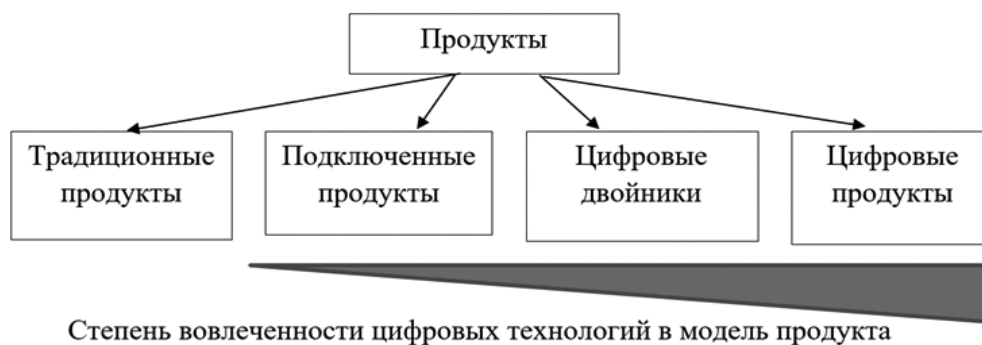 Продукты
Традиционные
продукты
Подключенные
продукты
Цифровые
двойники
Цифровые
продукты
Степень вовлеченности цифровых технологий в модель продукта